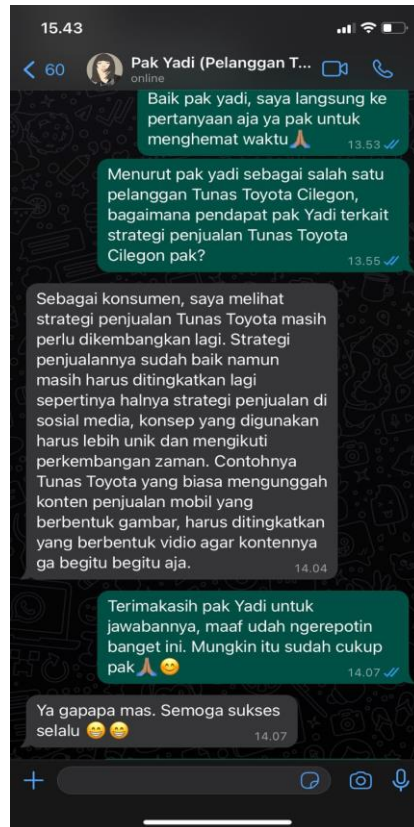 15.43
60
Pak Yadi (Pelanggan T...
online
Baik pak yadi, saya langsung ke
pertanyaan aja ya pak untuk
menghemat waktu🙏🏽
13.53
Menurut pak yadi sebagai salah satu
pelanggan Tunas Toyota Cilegon,
bagaimana pendapat pak Yadi terkait
strategi penjualan Tunas Toyota
Cilegon pak?
13.55
Sebagai konsumen, saya melihat
strategi penjualan Tunas Toyota masih
perlu dikembangkan lagi. Strategi
penjualannya sudah baik namun
masih harus ditingkatkan lagi
sepertinya halnya strategi penjualan di
sosial media, konsep yang digunakan
harus lebih unik dan mengikuti
perkembangan zaman. Contohnya
Tunas Toyota yang biasa mengunggah
konten penjualan mobil yang
berbentuk gambar, harus ditingkatkan
yang berbentuk vidio agar kontennya
ga begitu begitu aja.
14.04
Terimakasih pak Yadi untuk
jawabannya, maaf udah ngerepotin
banget ini. Mungkin itu sudah cukup
pak🙏🏽😊
14.07
Ya gapapa mas. Semoga sukses
selalu 😁😁
14.07